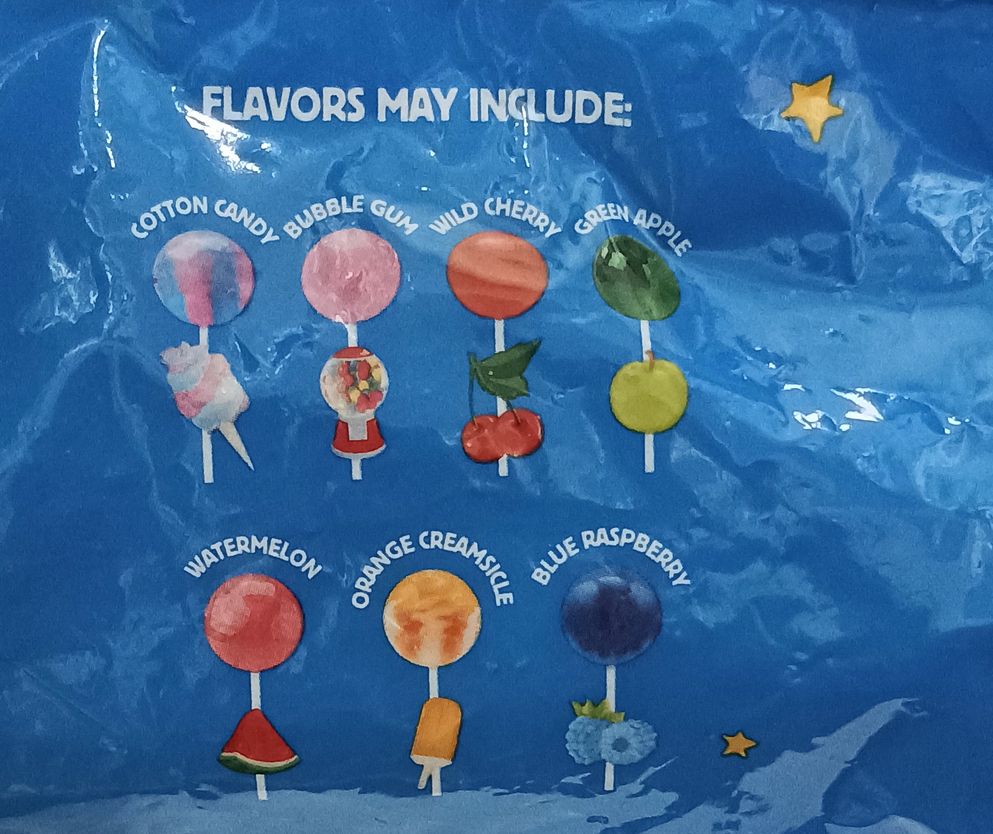 FLAVORS MAY INCLUDE:
COTTON CANDY
BUBBLE GUM
WILD CHERRY
GREEN APPLE
WATERMELON
ORANGE CREAMSICLE
BLUE RASPBERRY